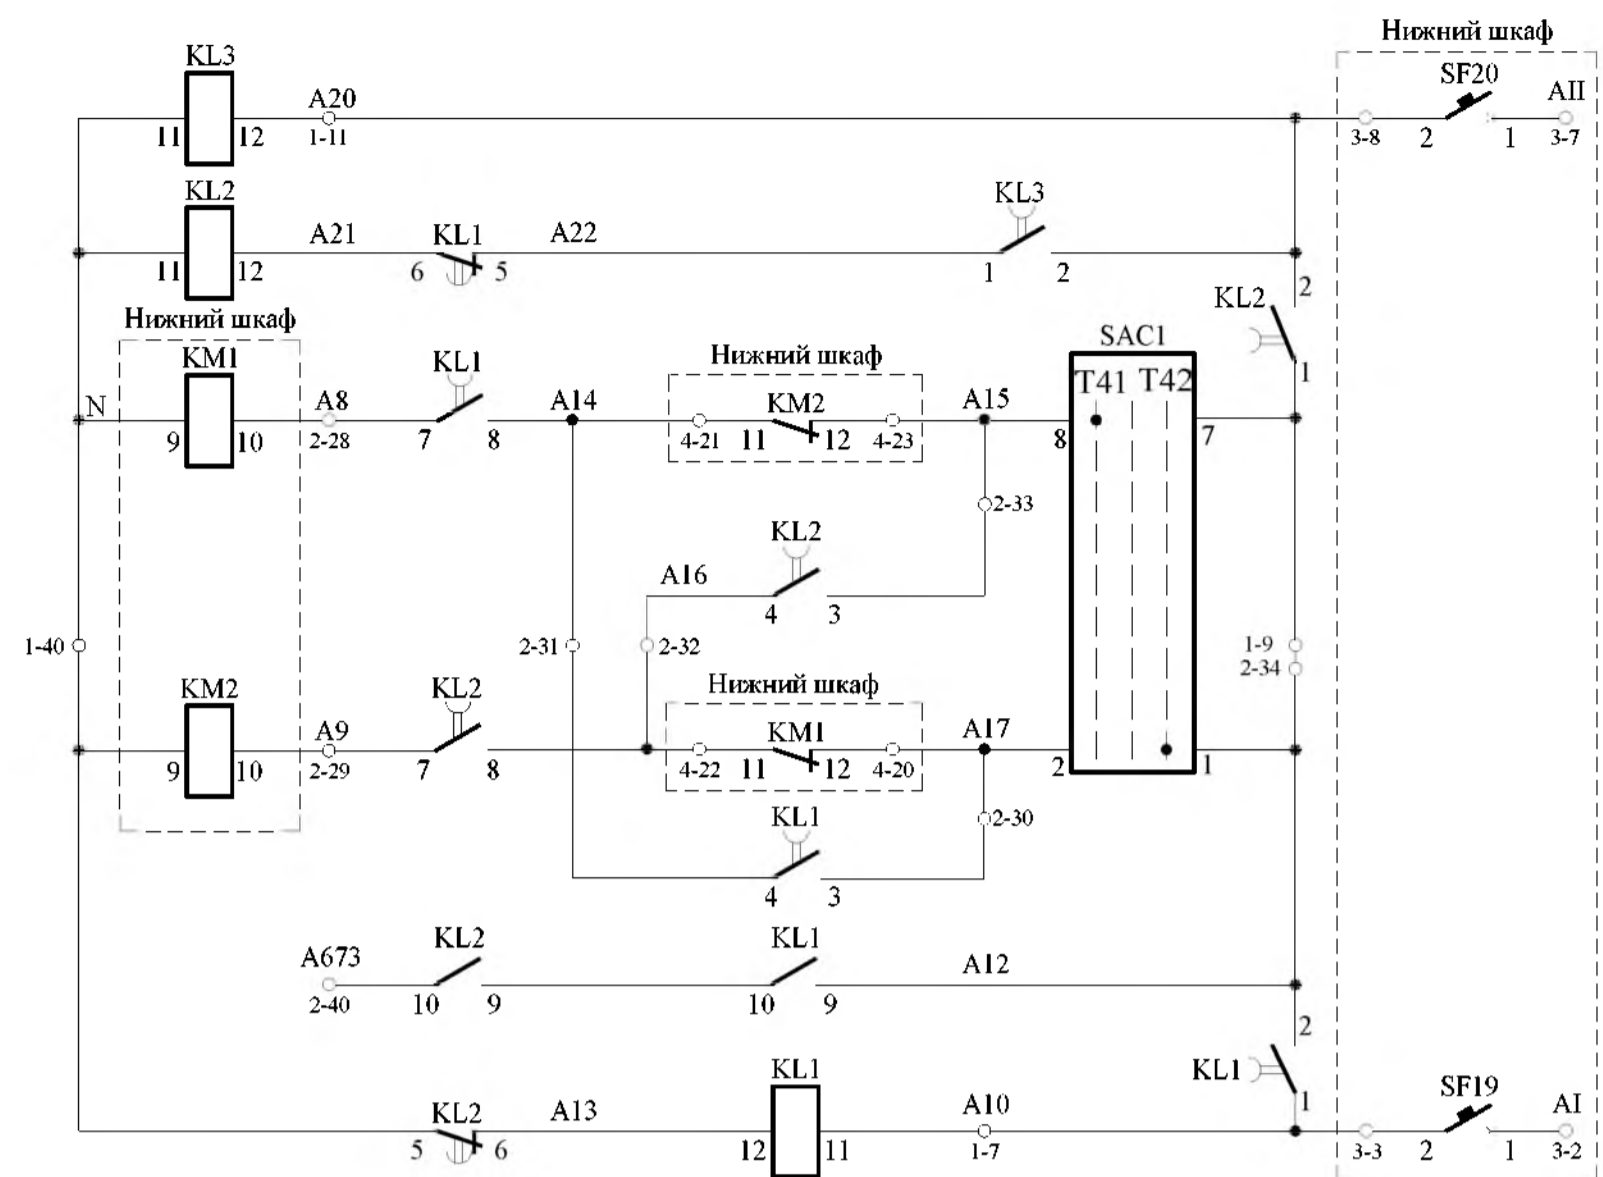 Нижний шкаф
KL3
SF20
A20
AII
11
12
1-11
3-8
2
1
3-7
KL2
KL3
A21
KL1
A22
11
12
6
5
1
2
2
KL2
Нижний шкаф
SAC1
KM1
KL1
Нижний шкаф
1
T41
T42
N
A8
A14
KM2
A15
9
10
2-28
7
8
4-21
11
12
4-23
8
7
2-33
KL2
A16
4
3
1-40
2-31
2-32
1-9
2-34
KM2
KL2
Нижний шкаф
A9
KM1
A17
9
10
2-29
7
8
4-22
11
12
4-20
2
1
KL1
2-30
4
3
A673
KL2
KL1
A12
2-40
10
9
10
9
2
KL1
KL1
SF19
KL2
A13
A10
1
AI
5
6
12
11
1-7
3-3
2
1
3-2